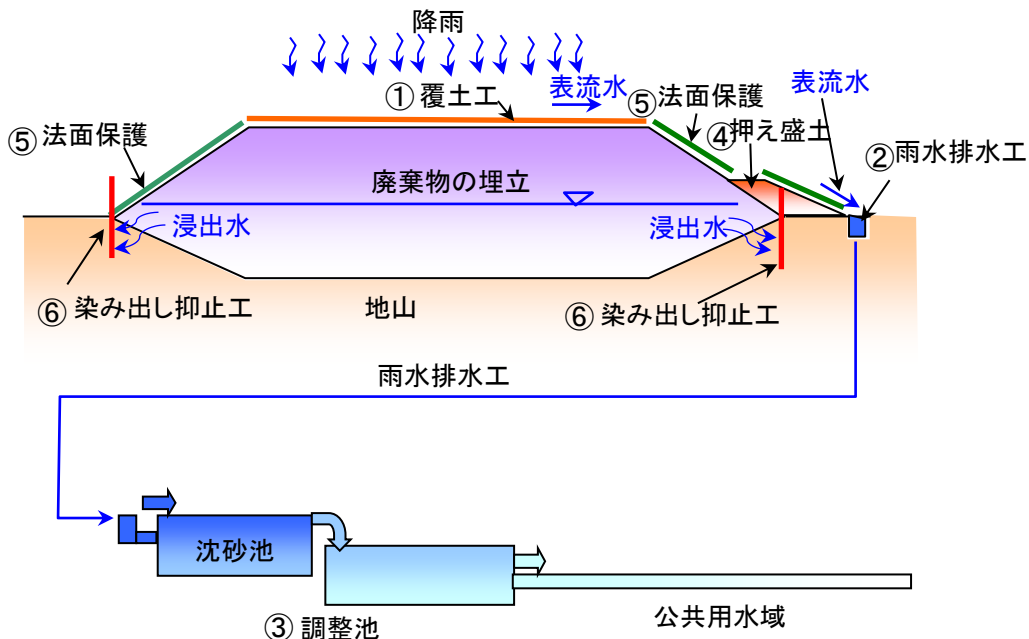 降雨
表流水
① 覆土工
⑤法面保護
表流水
⑤ 法面保護
④押え盛土
②雨水排水工
廃棄物の埋立
浸出水
浸出水
⑥ 染み出し抑止工
地山
⑥ 染み出し抑止工
雨水排水工
沈砂池
③ 調整池
公共用水域